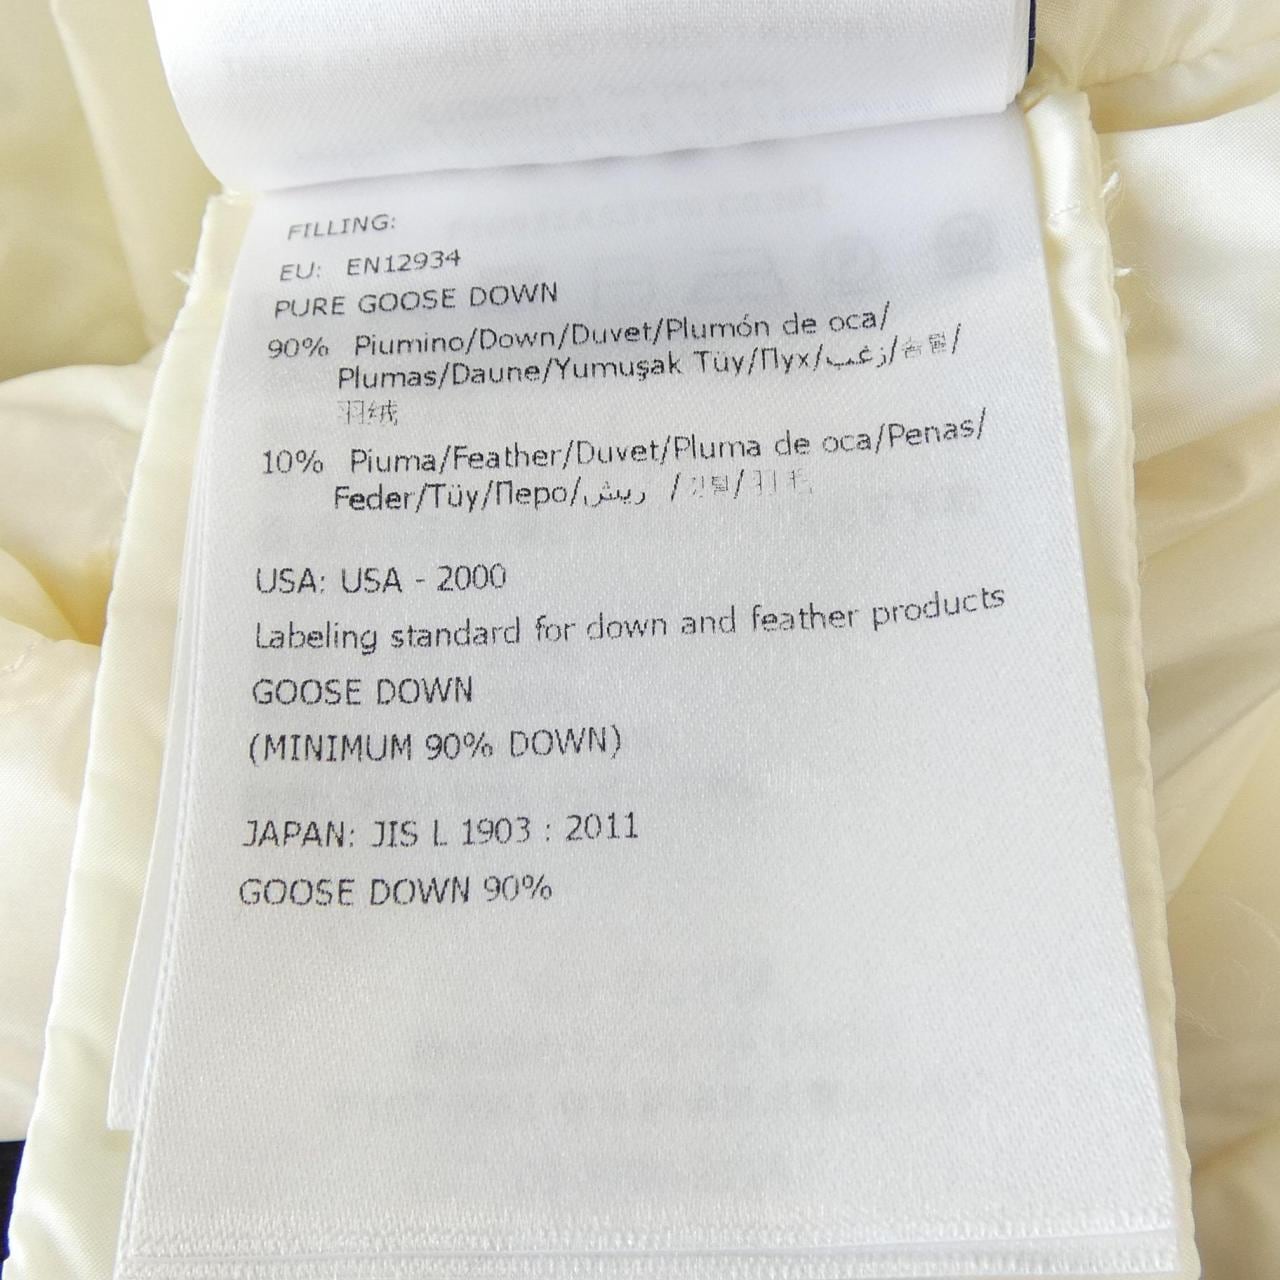 FILLING:
EU: EN12934
PURE GOOSE DOWN
90% Piumino/Down/Duvet/Plumón de oca/
Plumas/Daune/Yumuşak Tüy/Пух/زغب/솜털/
羽绒
10% Piuma/Feather/Duvet/Pluma de oca/Penas/
Feder/Tüy/Перо/ريش /깃털/羽毛
USA: USA - 2000
Labeling standard for down and feather products
GOOSE DOWN
(MINIMUM 90% DOWN)
JAPAN: JIS L 1903 : 2011
GOOSE DOWN 90%